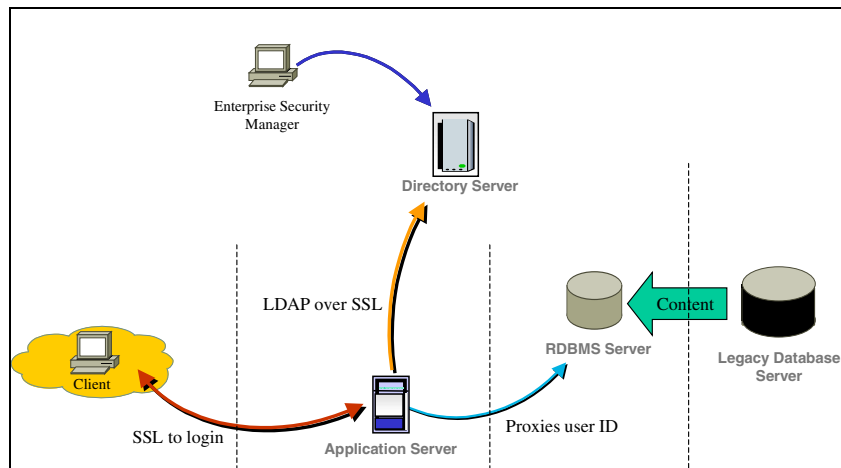 Enterprise Security
Manager
Directory Server
LDAP over SSL
Content
RDBMS Server
Legacy Database
Server
Client
SSL to login
Application Server
Proxies user ID